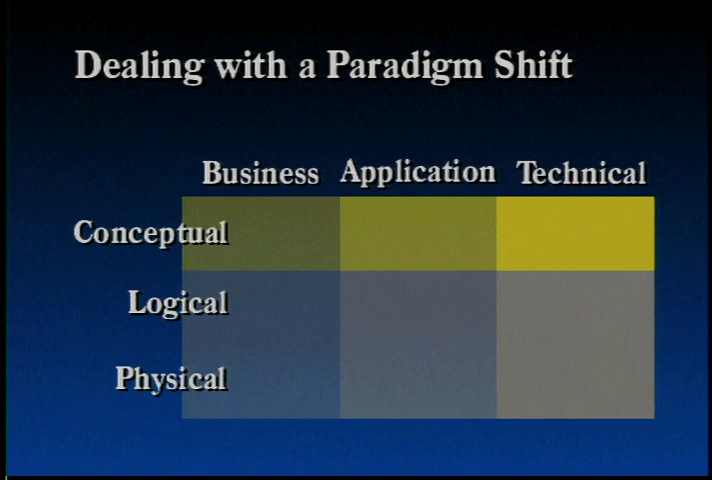 Dealing with a Paradigm Shift
Business Application Technical
Conceptual
Logical
Physical